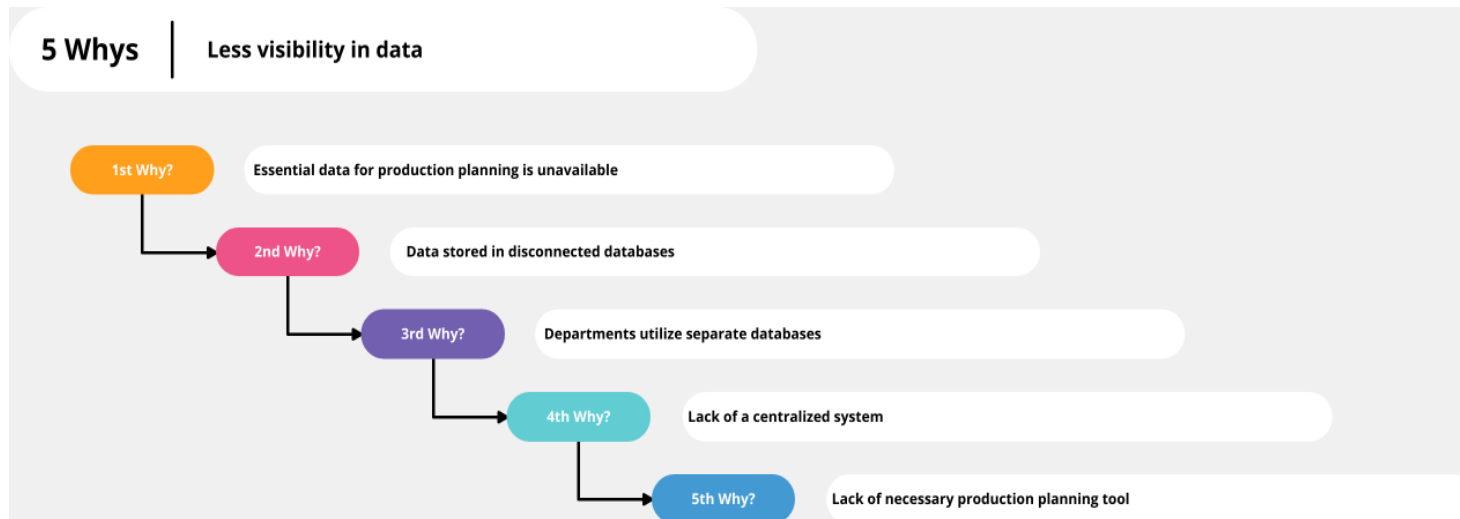 5 Whys
Less visibility in data
1st Why?
Essential data for production planning is unavailable
2nd Why?
Data stored in disconnected databases
3rd Why?
Departments utilize separate databases
4th Why?
Lack of a centralized system
5th Why?
Lack of necessary production planning tool